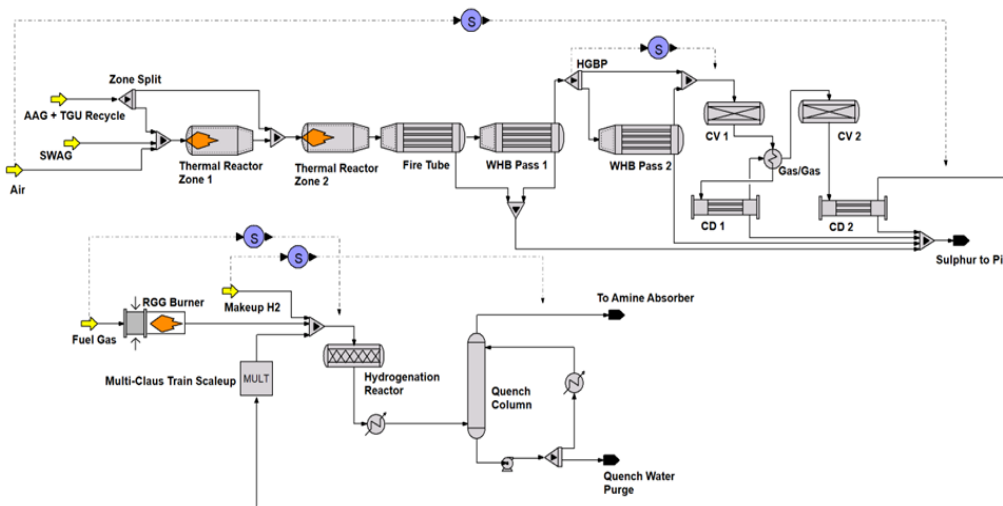 S
S
HGBP
Zone Split
AAG + TGU Recycle
CV 1
CV 2
SWAG
Thermal Reactor
Zone 1
Thermal Reactor
Zone 2
Fire Tube
WHB Pass 1
WHB Pass 2
Gas/Gas
Air
CD 1
CD 2
Sulphur to Pi
S
S
RGG Burner
Makeup H2
To Amine Absorber
Fuel Gas
Multi-Claus Train Scaleup
MULT
Hydrogenation
Reactor
Quench
Column
Quench Water
Purge